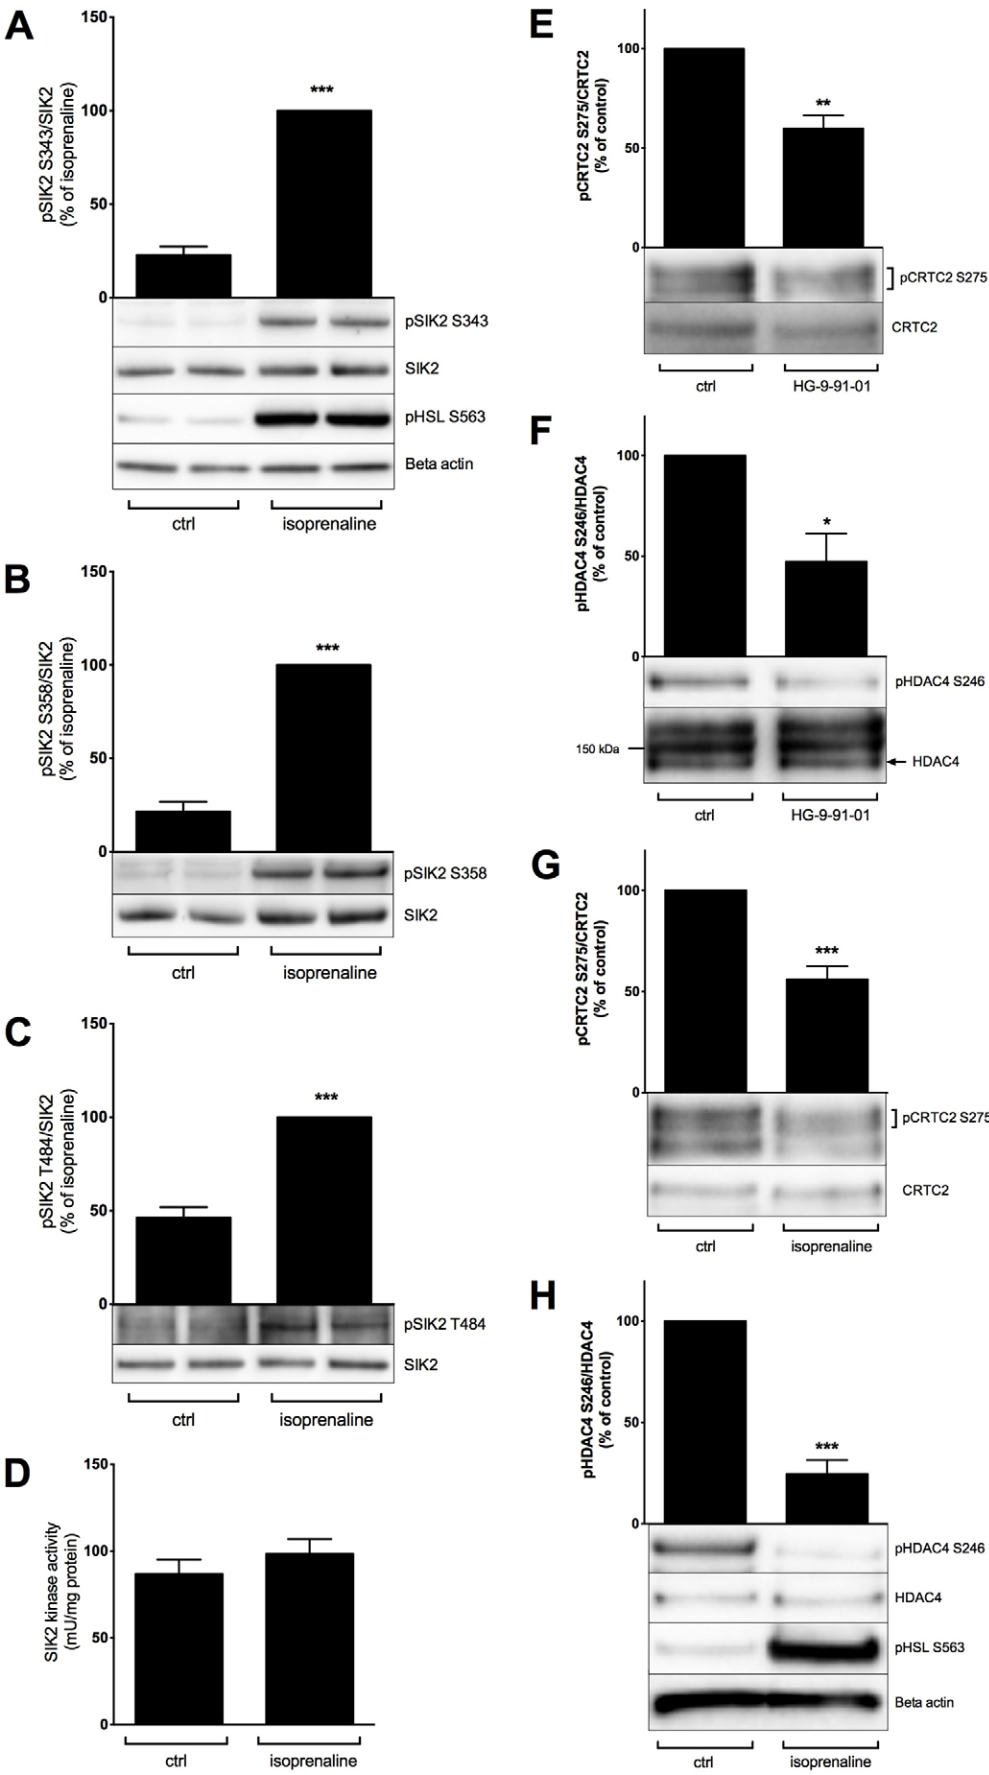 A
pSIK2 S343/SIK2
(% of isoprenaline)
150
100
50
0
***
pSIK2 S343
SIK2
pHSL S563
Beta actin
ctrl
isoprenaline
B
pSIK2 S358/SIK2
(% of isoprenaline)
150
100
50
0
***
pSIK2 S358
SIK2
ctrl
isoprenaline
C
pSIK2 T484/SIK2
(% of isoprenaline)
150
100
50
0
***
pSIK2 T484
SIK2
ctrl
isoprenaline
D
SIK2 kinase activity
(mU/mg protein)
150
100
50
0
ctrl
isoprenaline
E
pCRTC2 S275/CRTC2
(% of control)
100
50
0
**
pCRTC2 S275
CRTC2
ctrl
HG-9-91-01
F
pHDAC4 S246/HDAC4
(% of control)
100
50
0
*
pHDAC4 S246
150 kDa
HDAC4
ctrl
HG-9-91-01
G
pCRTC2 S275/CRTC2
(% of control)
100
50
0
***
pCRTC2 S275
CRTC2
ctrl
isoprenaline
H
pHDAC4 S246/HDAC4
(% of control)
100
50
0
***
pHDAC4 S246
HDAC4
pHSL S563
Beta actin
ctrl
isoprenaline